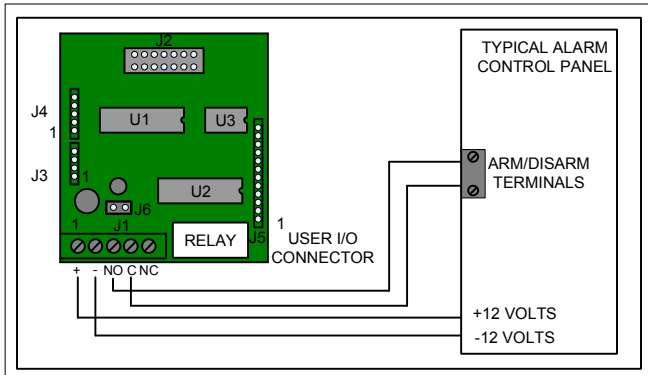 J2
TYPICAL ALARM
CONTROL PANEL
J4
1
U1
U3
J3
1
U2
ARM/DISARM
TERMINALS
J6
1
J1
RELAY
J5
1
USER I/O
CONNECTOR
+ - NO C NC
+12 VOLTS
-12 VOLTS